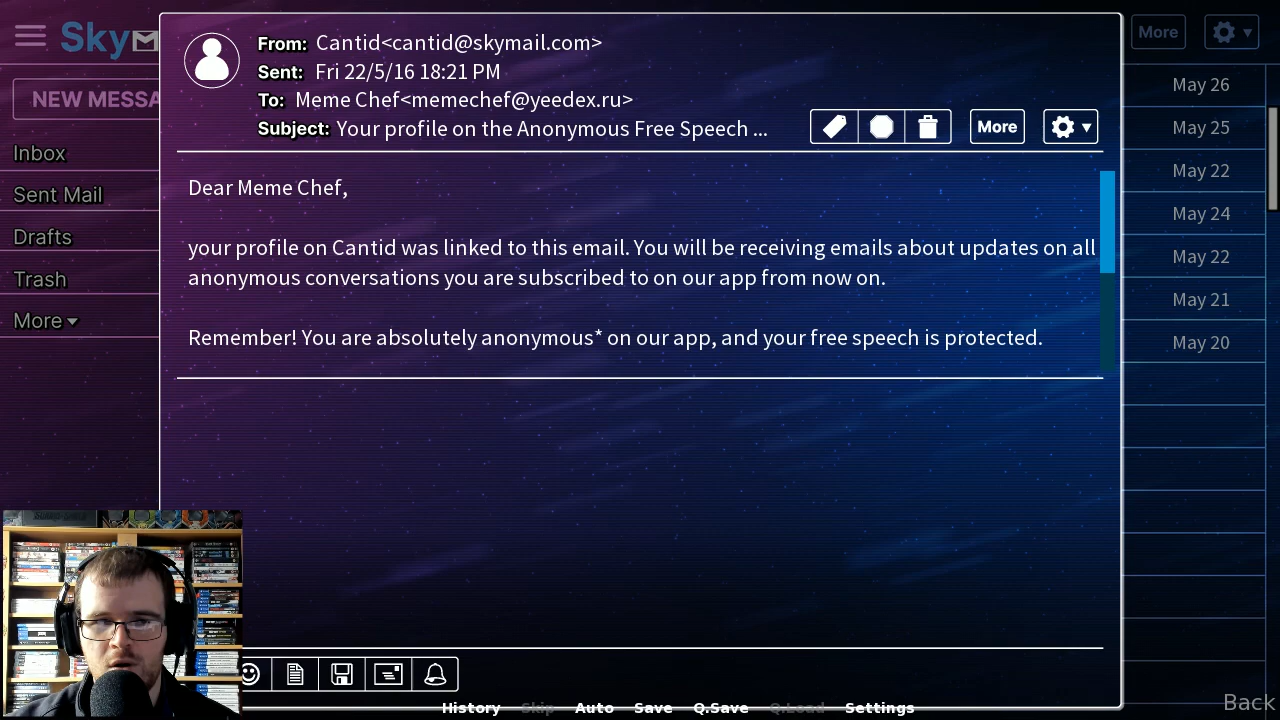 Skym
More
From: Cantid<cantid@skymail.com>
Sent: Fri 22/5/16 18:21 PM
To: Meme Chef<memechef@yeedex.ru>
Subject: Your profile on the Anonymous Free Speech ...
More
NEW MESSA
Inbox
Sent Mail
Drafts
Trash
More
Dear Meme Chef,
your profile on Cantid was linked to this email. You will be receiving emails about updates on all
anonymous conversations you are subscribed to on our app from now on.
Remember! You are absolutely anonymous* on our app, and your free speech is protected.
May 26
May 25
May 22
May 24
May 22
May 21
May 20
History Skip Auto Save Q.Save Q.Load Settings
Back